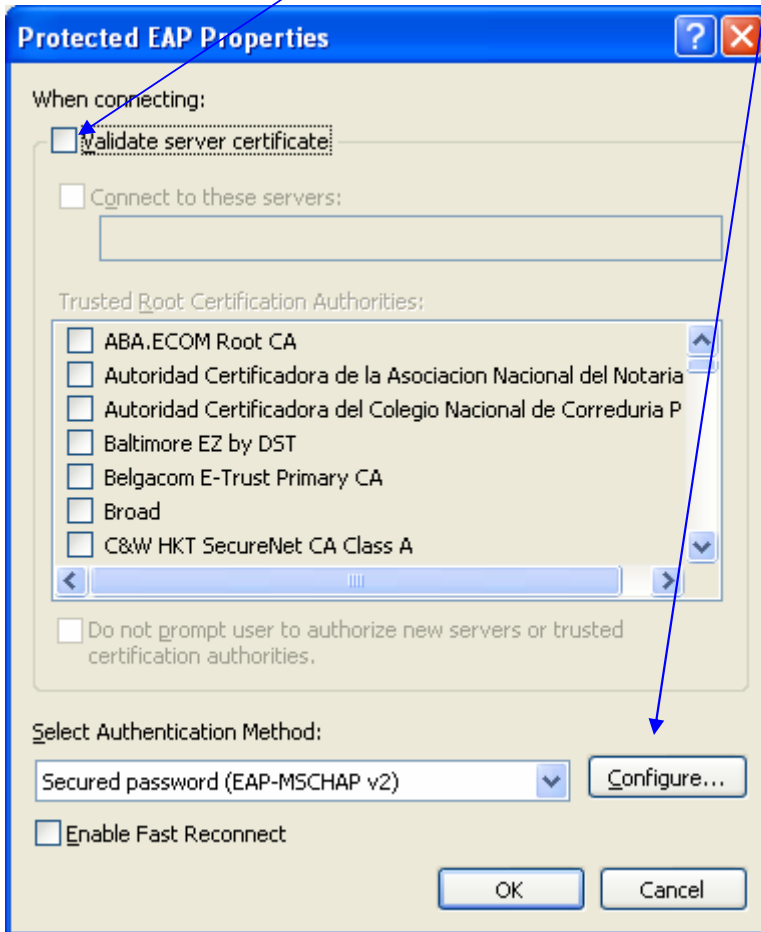 Protected EAP Properties
When connecting:
Validate server certificate
Connect to these servers:
Trusted Root Certification Authorities:
ABA.ECOM Root CA
Autoridad Certificadora de la Asociacion Nacional del Notaria
Autoridad Certificadora del Colegio Nacional de Correduria P
Baltimore EZ by DST
Belgacom E-Trust Primary CA
Broad
C&W HKT SecureNet CA Class A
Do not prompt user to authorize new servers or trusted
certification authorities.
Select Authentication Method:
Secured password (EAP-MSCHAP v2)
Configure...
Enable Fast Reconnect
OK
Cancel